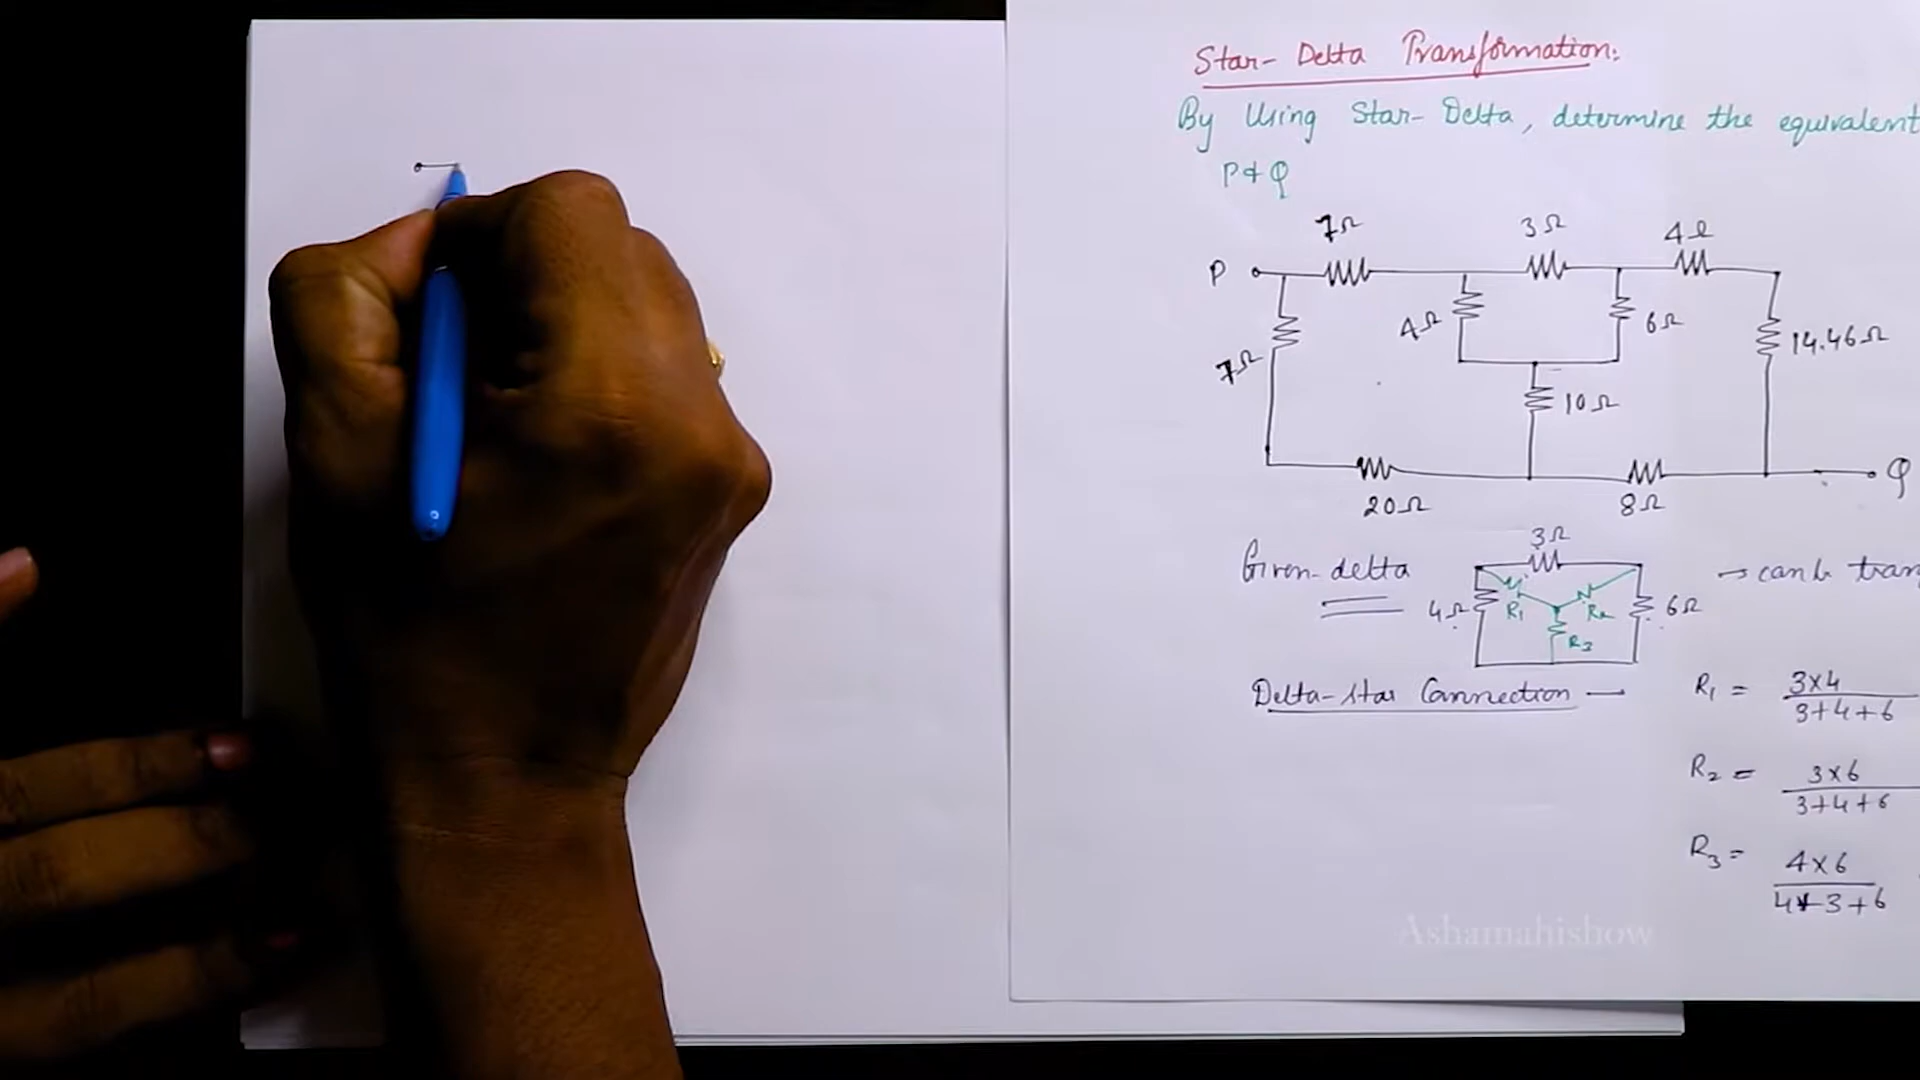 Star-Delta Transformation:
By Using Star-Delta, determine the equivalent
P & Q
7Ω 3Ω 4Ω
P
4Ω 6Ω 14.46Ω
7Ω
10Ω
Q
20Ω 8Ω
3Ω
Given-delta → can b tran
4Ω R1 R2 6Ω
R3
Delta-star Connection — R1 = 3×4
3+4+6
R2 = 3×6
3+4+6
R3 = 4×6
4+3+6
Ashamahishow